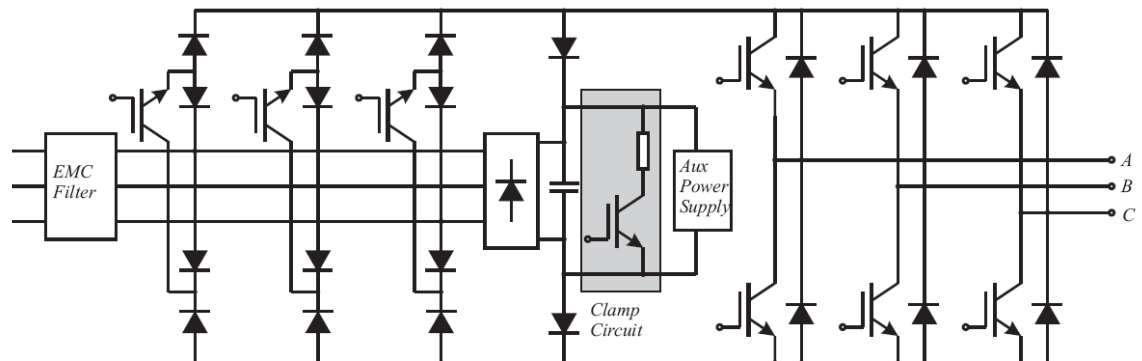 EMC
Filter
Aux
Power
Supply
Clamp
Circuit
A
B
C